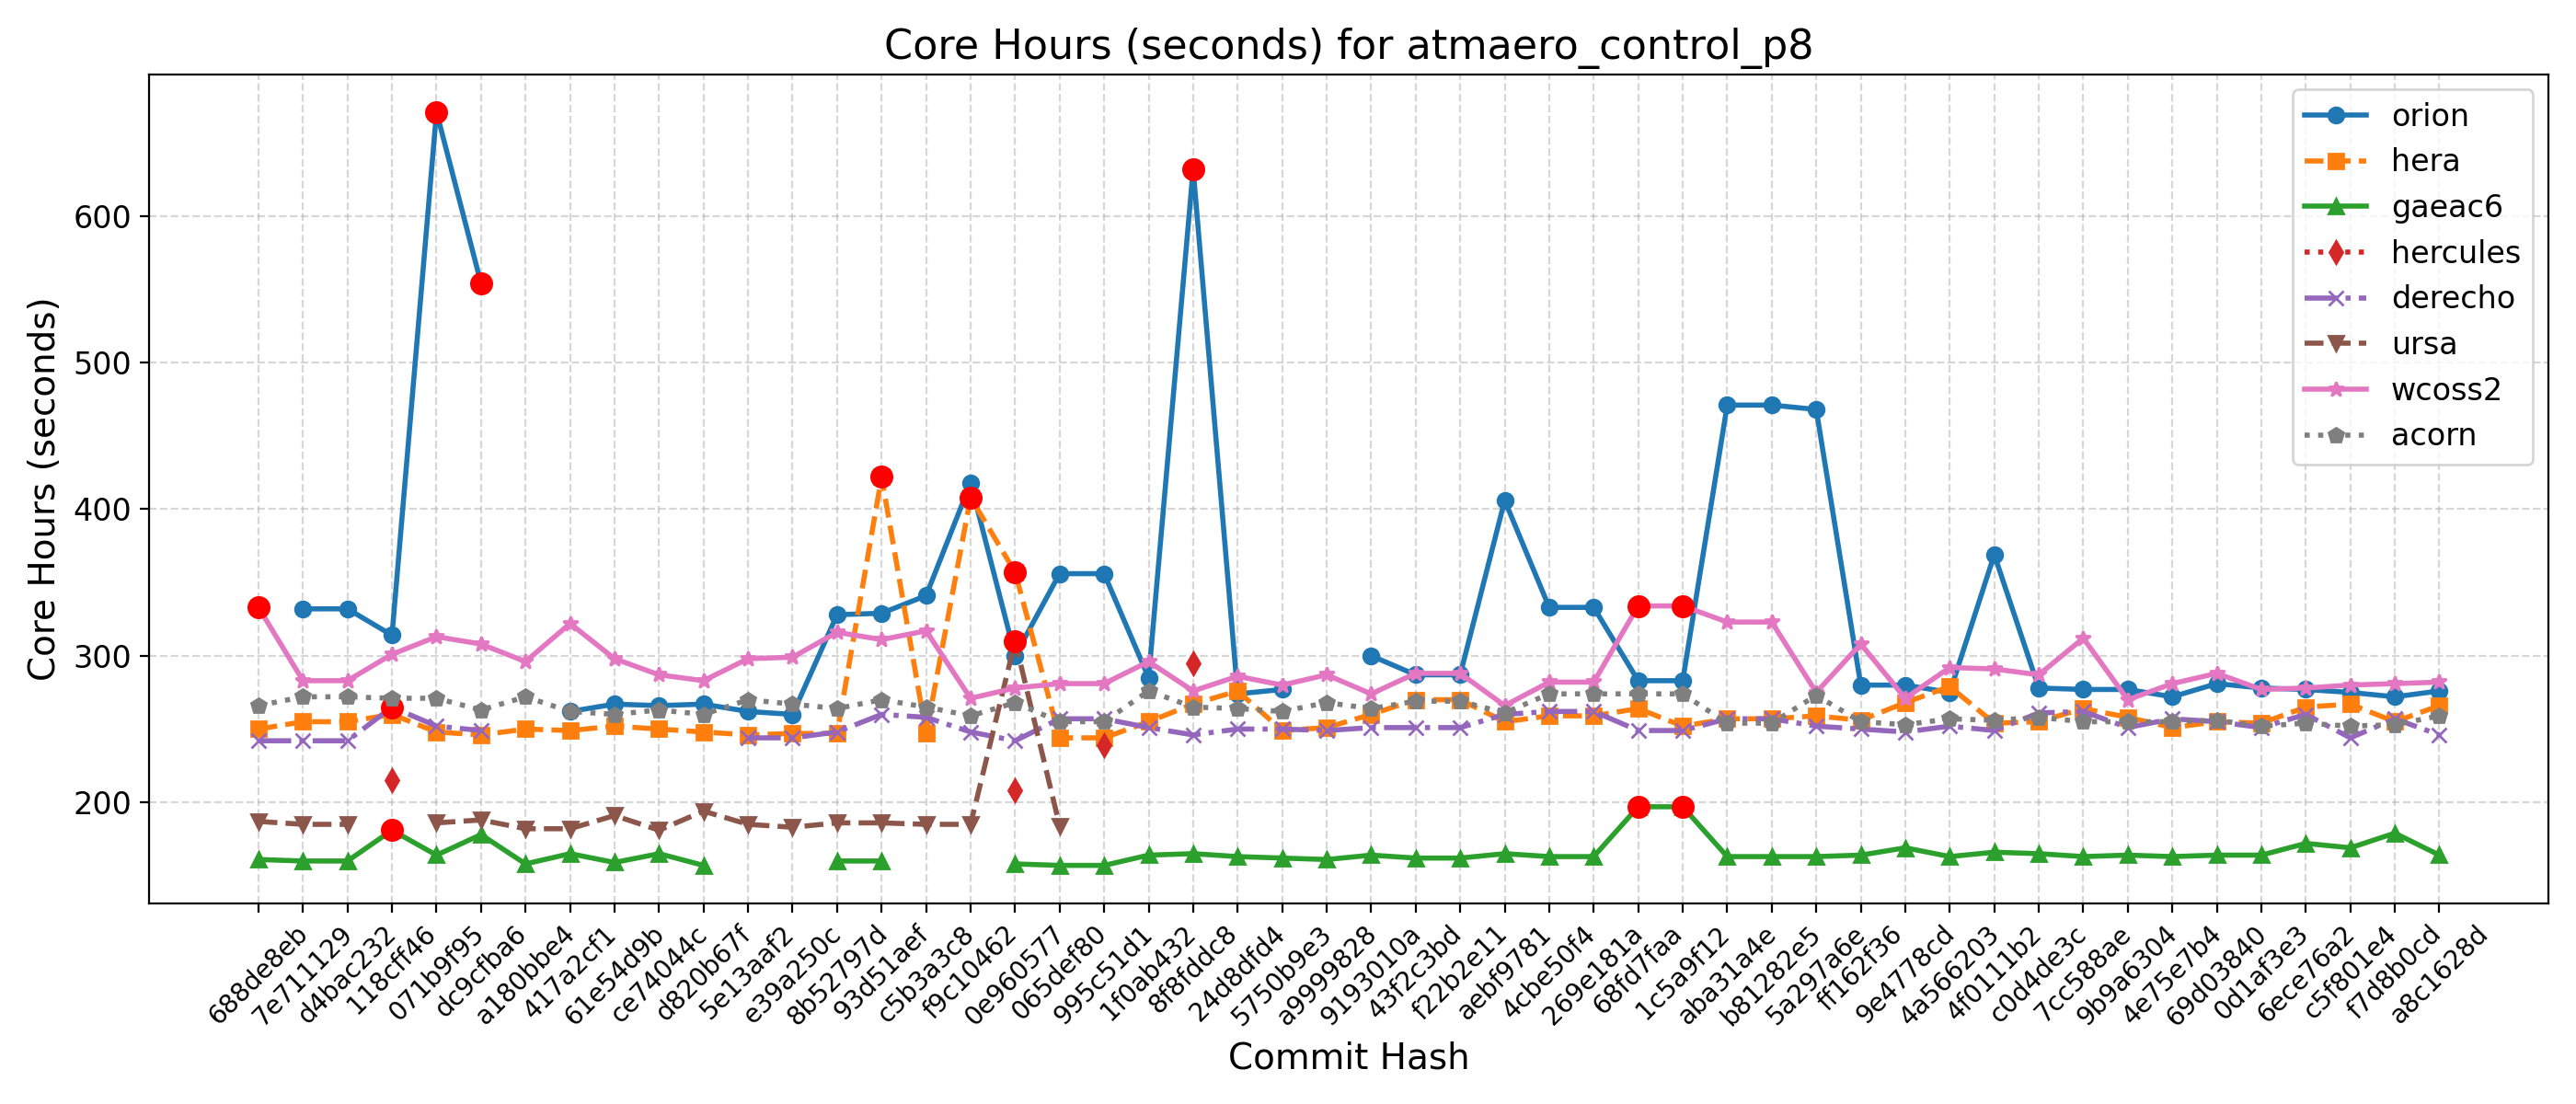 Core Hours (seconds) for atmaero_control_p8
Core Hours (seconds)
600
500
400
300
200
orion
hera
gaeac6
hercules
derecho
ursa
wcoss2
acorn
688de8eb
7e711129
d4bac232
118cff46
071b9f95
dc9cfba6
a180bbe4
417a2cf1
61e54d9b
ce74044c
d820b67f
5e13aaf2
e39a250c
8b52797d
93d51aef
c5b3a3c8
f9c10462
0e960577
065def80
995c51d1
1f0ab432
8f8fddc8
24d8dfd4
5750b9e3
a9999828
9193010a
43f2c3bd
f22b2e11
aebf9781
4cbe50f4
269e181a
68fd7faa
1c5a9f12
aba31a4e
b81282e5
5a297a6e
ff162f36
9e4778cd
4a566203
4f0111b2
c0d4de3c
7cc588ae
9b9a6304
4e75e7b4
69d03840
0d1af3e3
6ece76a2
c5f801e4
f7d8b0cd
a8c1628d
Commit Hash